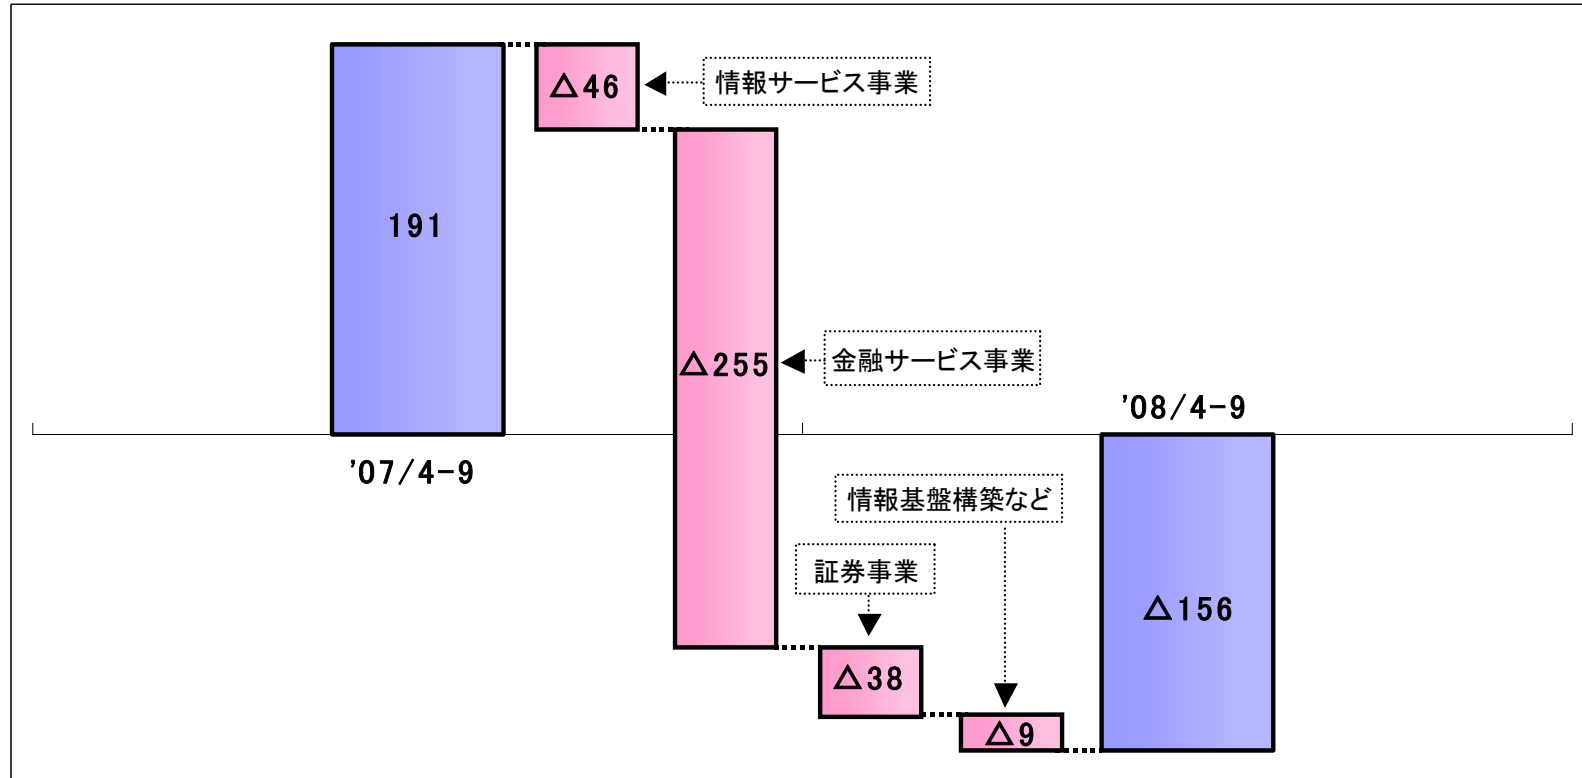 △46
情報サービス事業
191
△255
金融サービス事業
'08/4-9
'07/4-9
情報基盤構築など
証券事業
△156
△38
△9